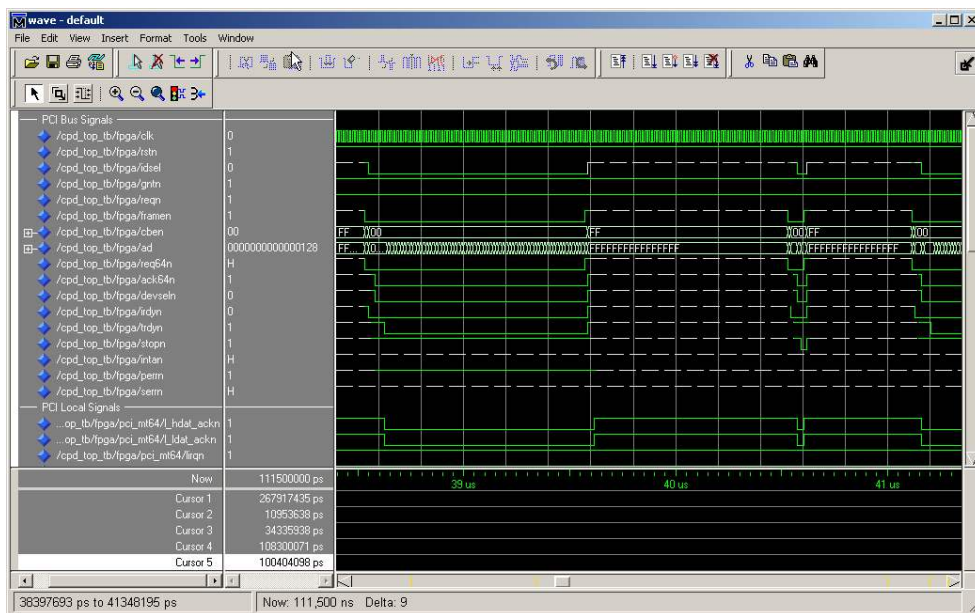 wave - default
File Edit View Insert Format Tools Window
PCI Bus Signals
/cpd_top_tb/fpga/clk 0
/cpd_top_tb/fpga/rstn 1
/cpd_top_tb/fpga/idsel 0
/cpd_top_tb/fpga/gntn 1
/cpd_top_tb/fpga/reqn 1
/cpd_top_tb/fpga/framen 1
/cpd_top_tb/fpga/cben 00 FF 00 FF 00 FF 00
/cpd_top_tb/fpga/ad 0000000000000128 FF... 0... FFFFFFFFFFFFFFFF FFFFFFFFFFFFFFFF
/cpd_top_tb/fpga/req64n H
/cpd_top_tb/fpga/ack64n 1
/cpd_top_tb/fpga/devseln 0
/cpd_top_tb/fpga/irdyn 0
/cpd_top_tb/fpga/trdyn 1
/cpd_top_tb/fpga/stopn 1
/cpd_top_tb/fpga/intan H
/cpd_top_tb/fpga/perrn 1
/cpd_top_tb/fpga/serrn H
PCI Local Signals
...op_tb/fpga/pci_mt64/l_hdat_ackn 1
...op_tb/fpga/pci_mt64/l_ldat_ackn 1
/cpd_top_tb/fpga/pci_mt64/lirqn 1
Now 111500000 ps
39 us 40 us 41 us
Cursor 1 267917435 ps
Cursor 2 10953638 ps
Cursor 3 34335938 ps
Cursor 4 108300071 ps
Cursor 5 100404098 ps
38397693 ps to 41348195 ps Now: 111,500 ns Delta: 9